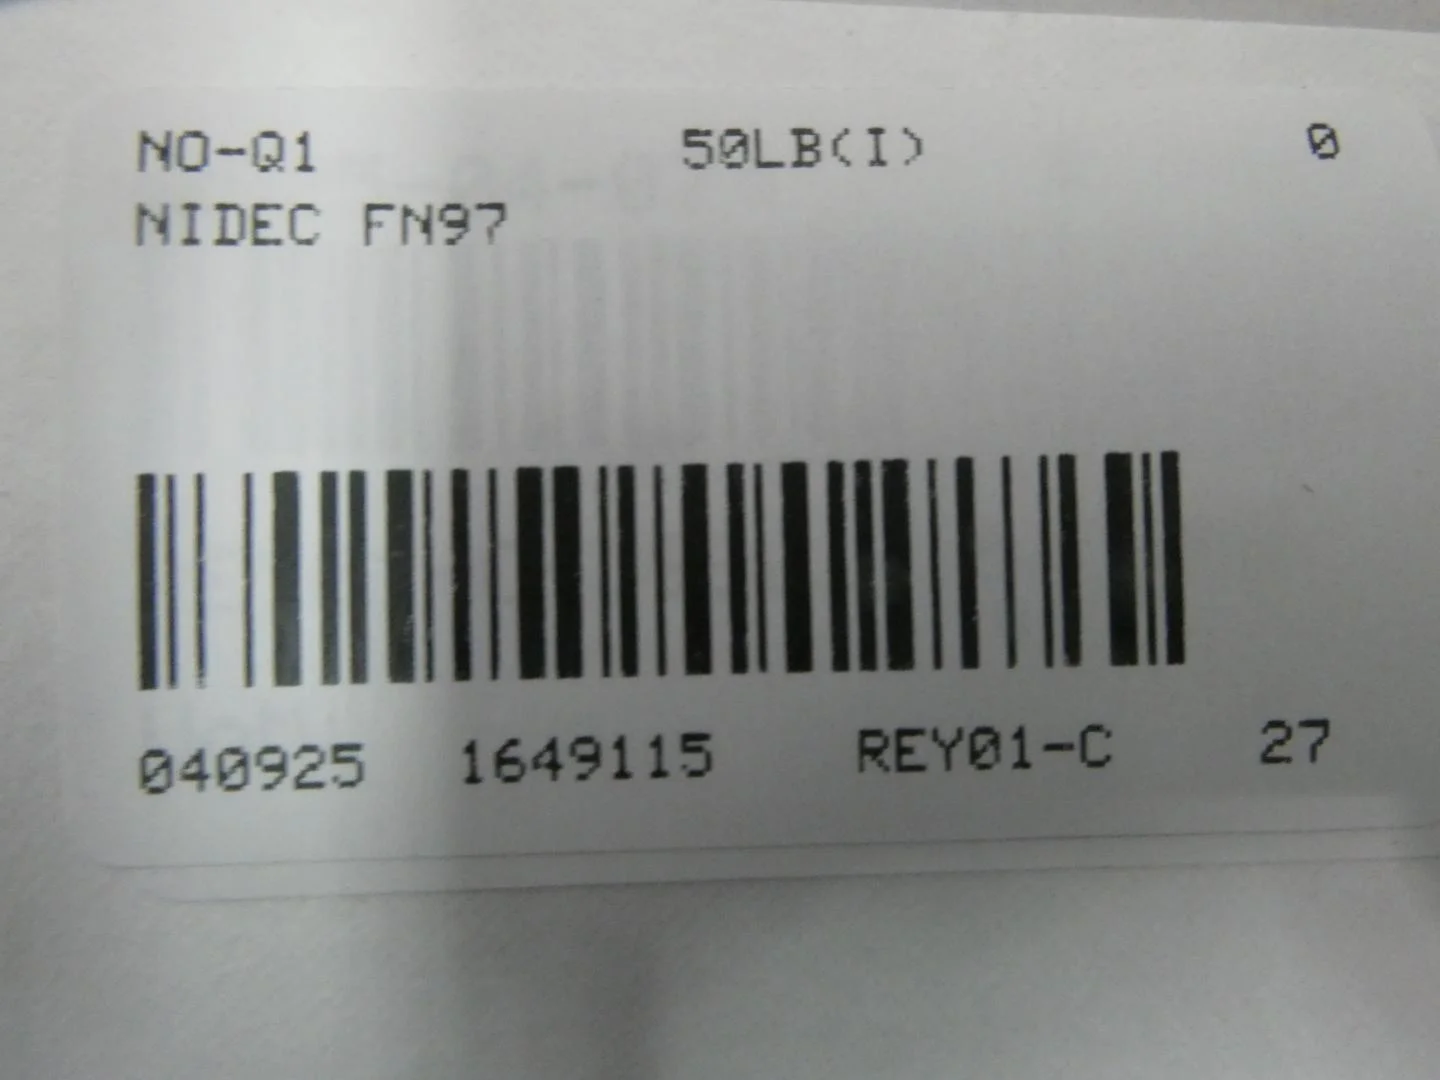 NO-Q1 50LB(I) 0
NIDEC FN97
040925 1649115 REY01-C 27